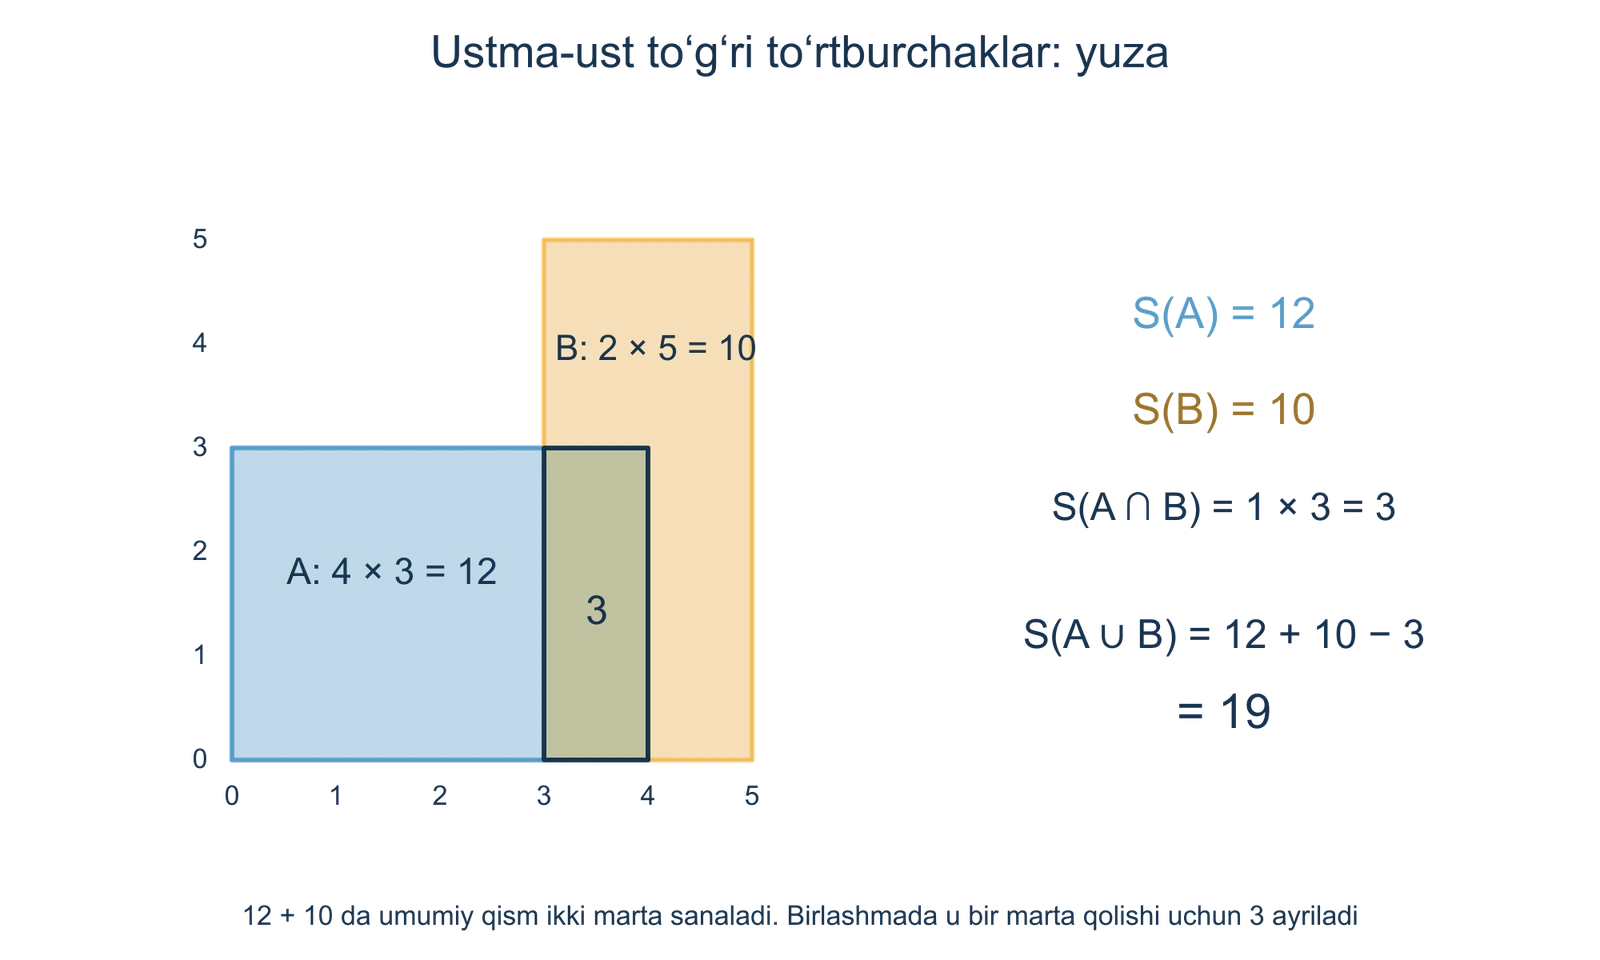 Ustma-ust to‘g‘ri to‘rtburchaklar: yuza
5
4
3
2
1
0
0 1 2 3 4 5
B: 2 × 5 = 10
A: 4 × 3 = 12
3
S(A) = 12
S(B) = 10
S(A ∩ B) = 1 × 3 = 3
S(A ∪ B) = 12 + 10 − 3
= 19
12 + 10 da umumiy qism ikki marta sanaladi. Birlashmada u bir marta qolishi uchun 3 ayriladi